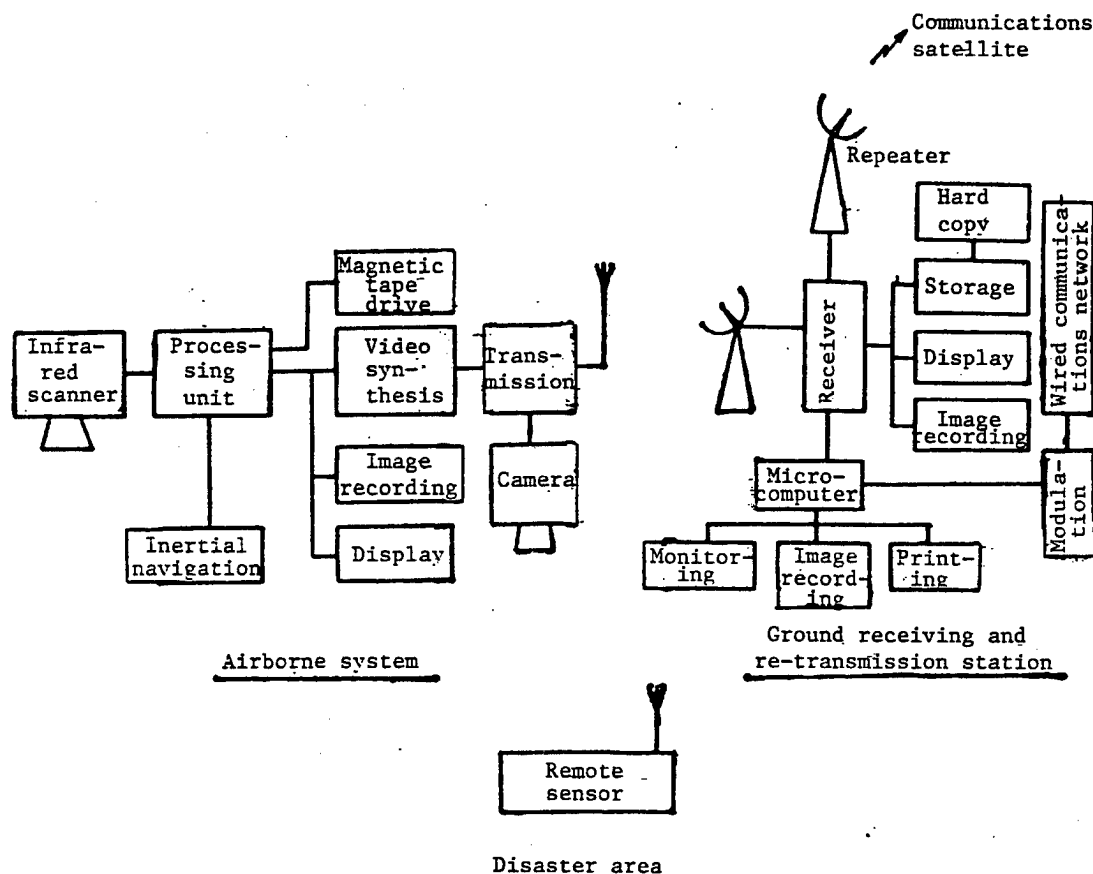 Communications
satellite
Repeater
Hard
copy
Storage
Display
Image
recording
Wired communica-
tions network
Modula-
tion
Receiver
Micro-
computer
Monitor-
ing
Image
record-
ing
Print-
ing
Ground receiving and
re-transmission station
Infra-
red
scanner
Proces-
sing
unit
Inertial
navigation
Magnetic
tape
drive
Video
syn-
thesis
Image
recording
Display
Trans-
mission
Camera
Airborne system
Remote
sensor
Disaster area